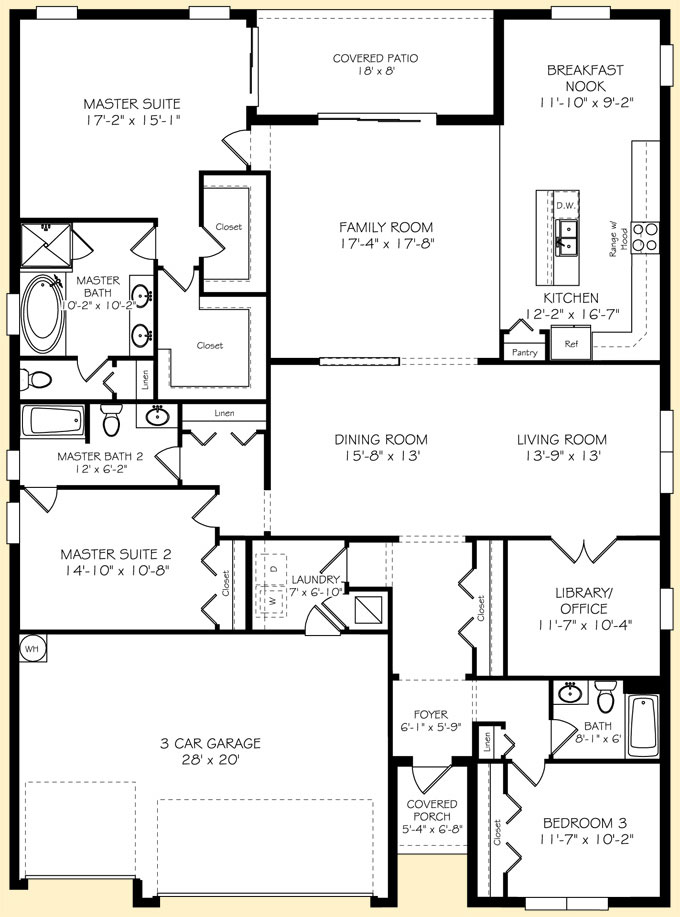 COVERED PATIO
18' x 8'
BREAKFAST
NOOK
11'-10" x 9'-2"
MASTER SUITE
17'-2" x 15'-1"
Closet
FAMILY ROOM
17'-4" x 17'-8"
D.W.
Range w/
Hood
MASTER
BATH
10'-2" x 10'-2"
KITCHEN
12'-2" x 16'-7"
Closet
Pantry
Ref
Linen
Linen
DINING ROOM
15'-8" x 13'
LIVING ROOM
13'-9" x 13'
MASTER BATH 2
12' x 6'-2"
MASTER SUITE 2
14'-10" x 10'-8"
Closet
D
W
LAUNDRY
7' x 6'-10"
Closet
LIBRARY/
OFFICE
11'-7" x 10'-4"
WH
3 CAR GARAGE
28' x 20'
FOYER
6'-1" x 5'-9"
Linen
BATH
8'-1" x 6'
COVERED
PORCH
5'-4" x 6'-8"
Closet
BEDROOM 3
11'-7" x 10'-2"